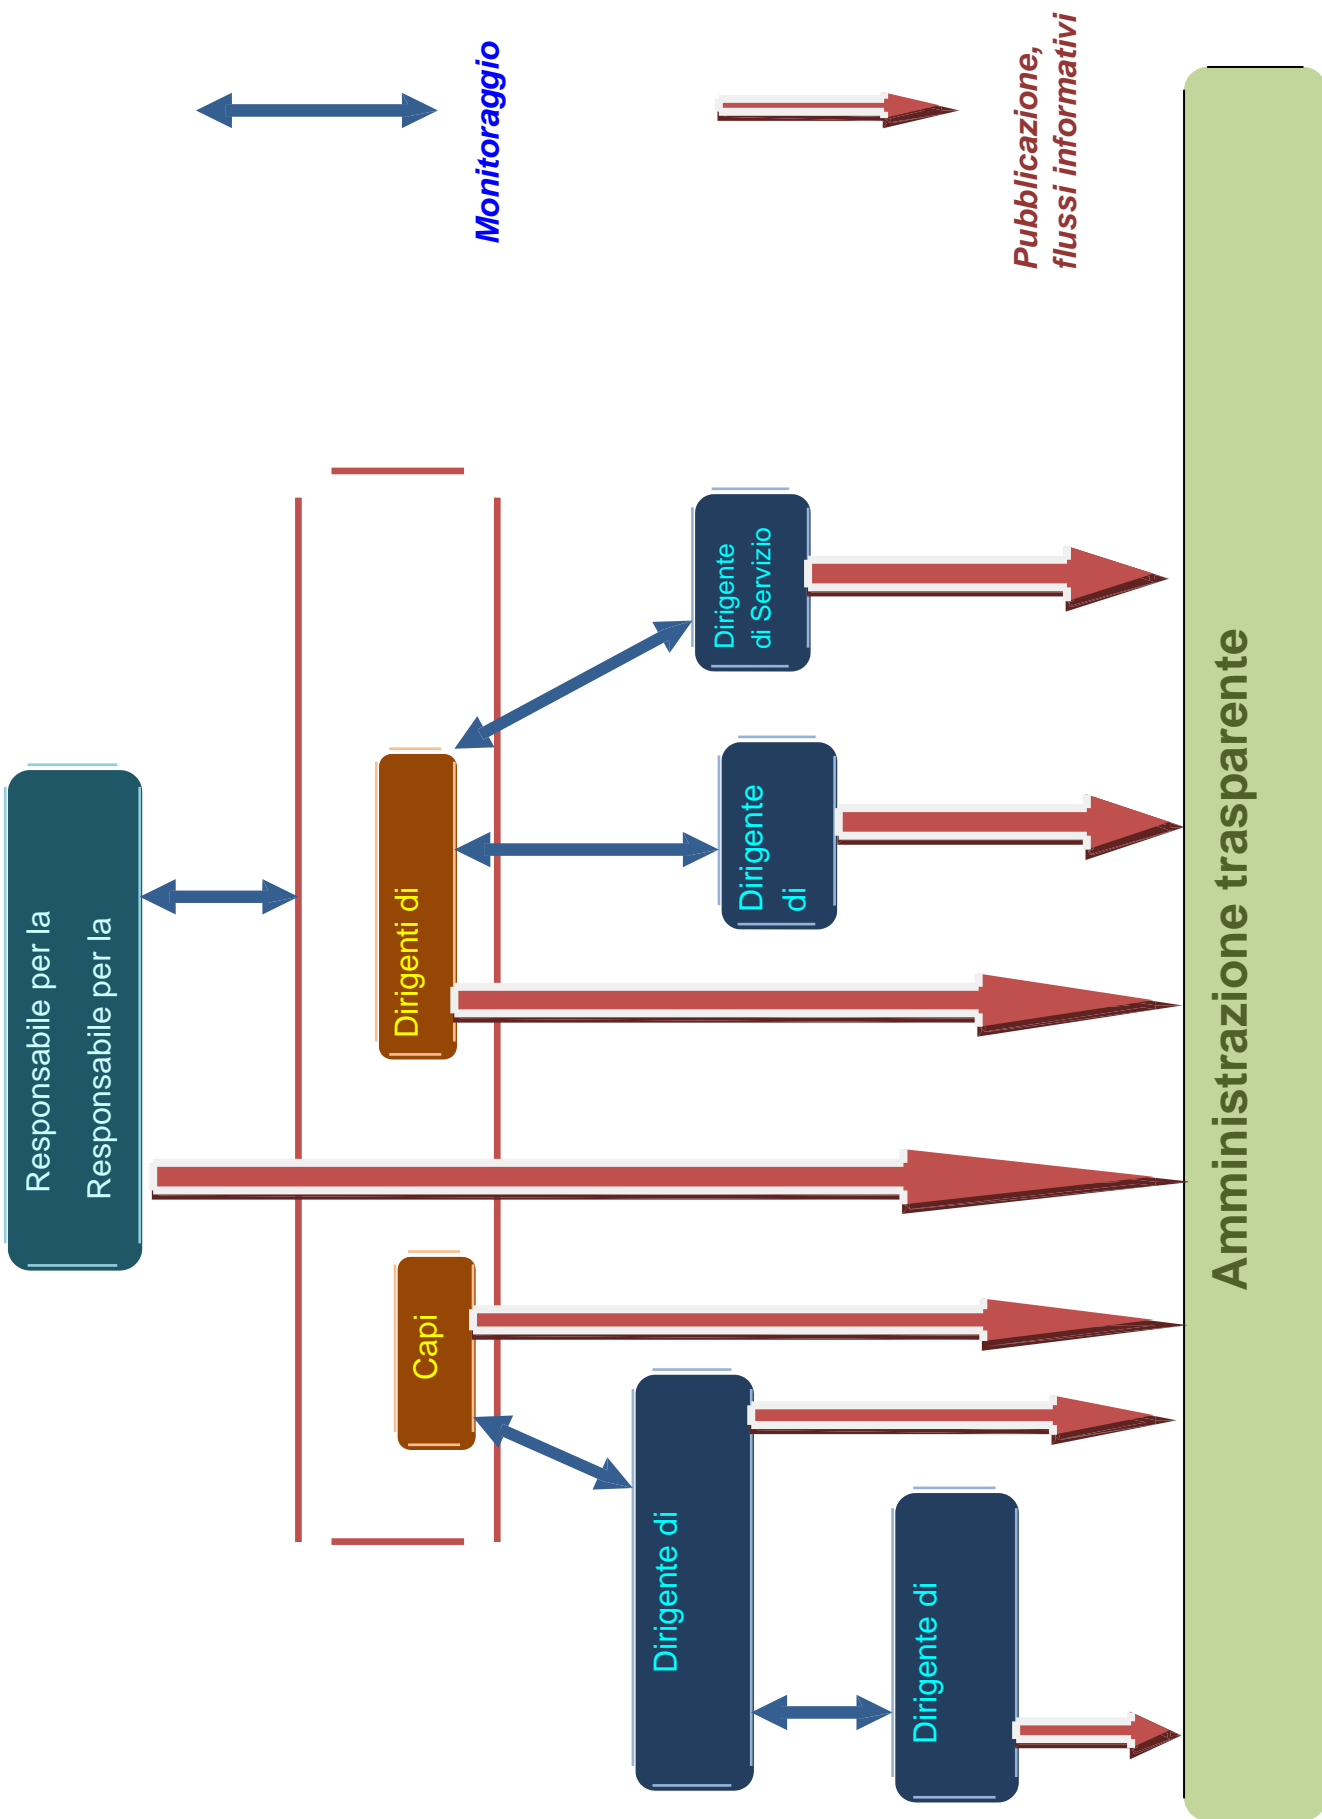 Responsabile per la
Responsabile per la
Capi
Dirigenti di
Dirigente di
Dirigente di
Dirigente
di
Dirigente
di Servizio
Monitoraggio
Pubblicazione,
flussi informativi
Amministrazione trasparente